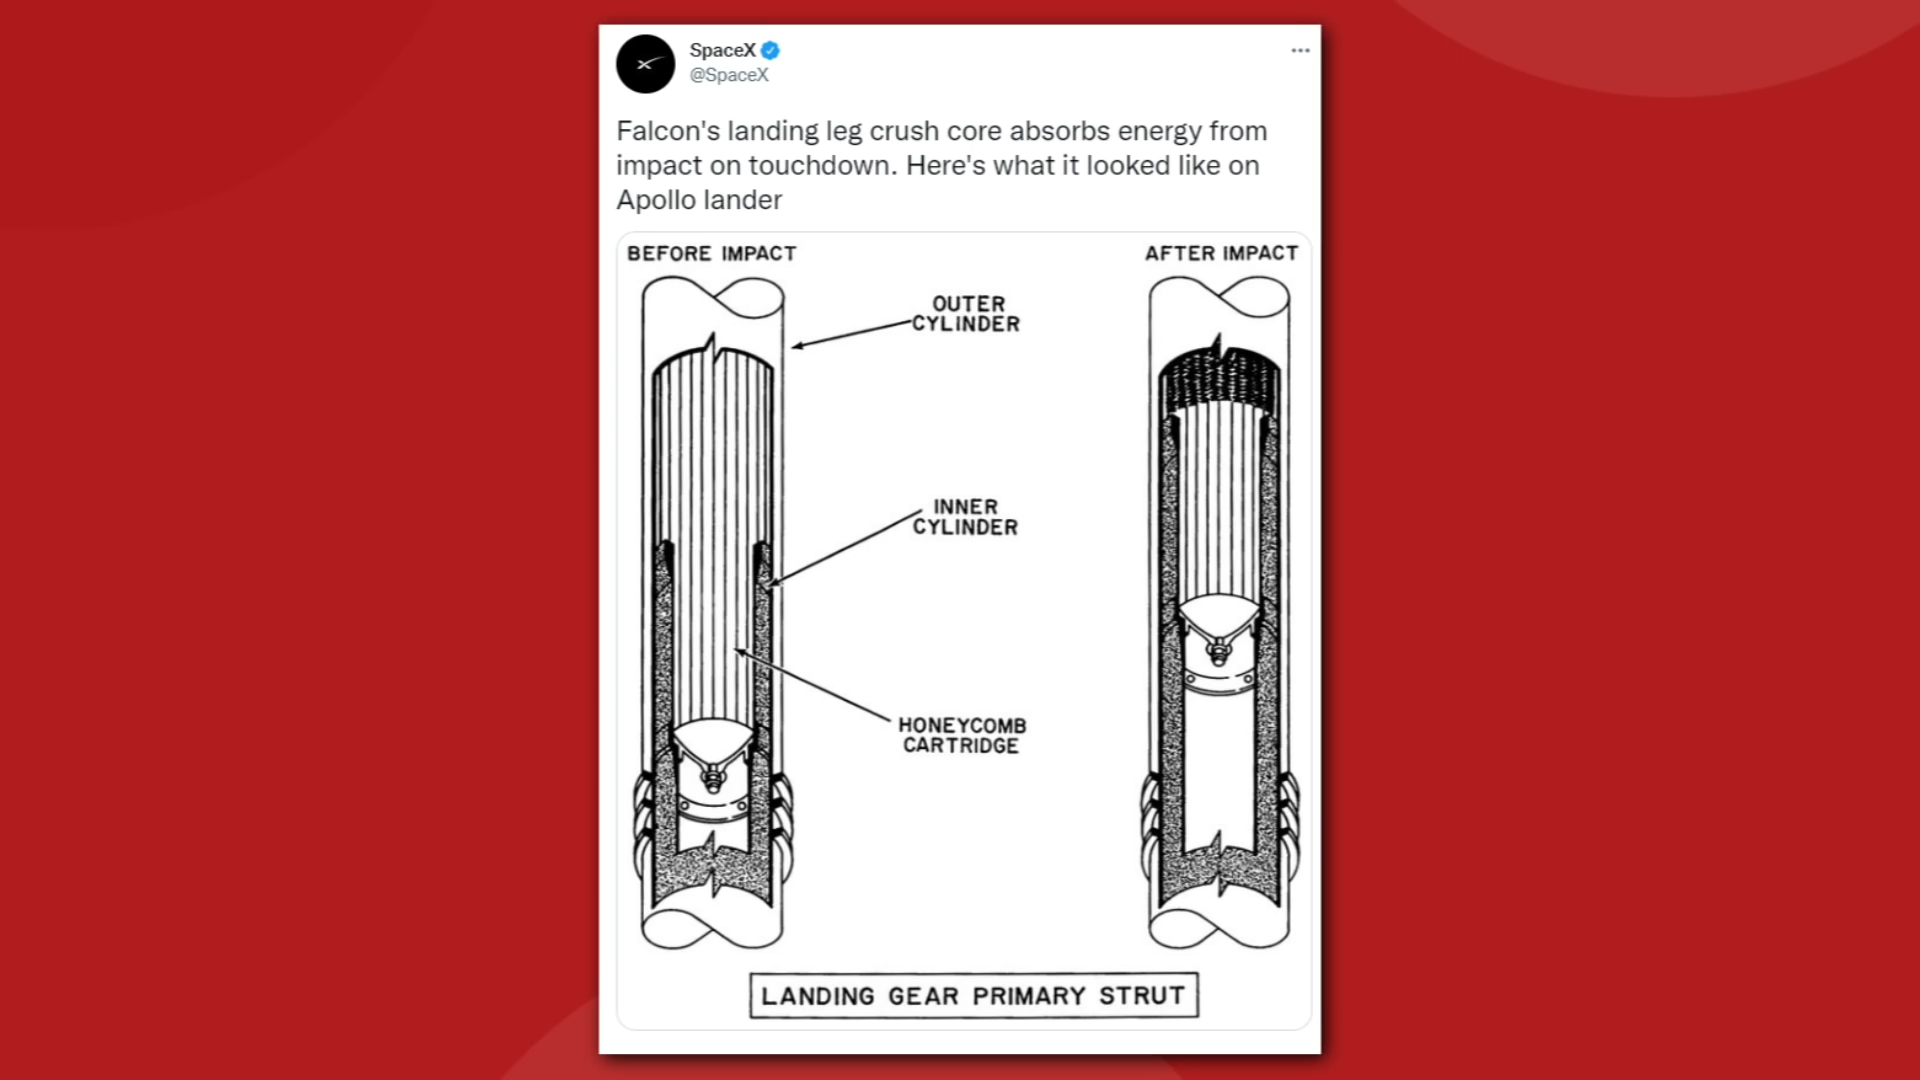 SpaceX
@SpaceX
Falcon's landing leg crush core absorbs energy from
impact on touchdown. Here's what it looked like on
Apollo lander
BEFORE IMPACT
AFTER IMPACT
OUTER
CYLINDER
INNER
CYLINDER
HONEYCOMB
CARTRIDGE
LANDING GEAR PRIMARY STRUT